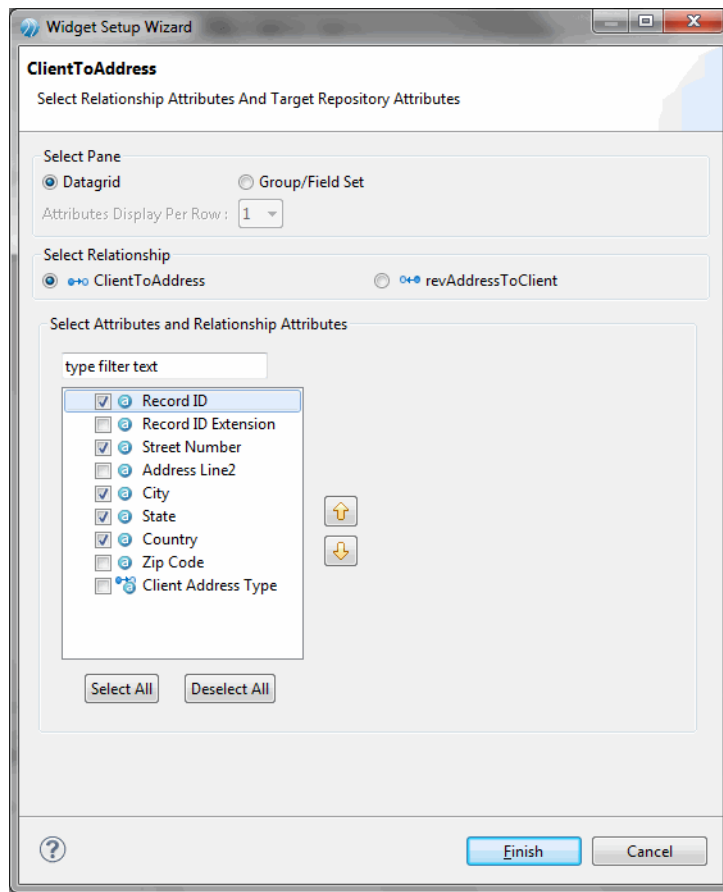 Widget Setup Wizard
ClientToAddress
Select Relationship Attributes And Target Repository Attributes
Select Pane
Datagrid Group/Field Set
Attributes Display Per Row : 1
Select Relationship
ClientToAddress revAddressToClient
Select Attributes and Relationship Attributes
type filter text
a Record ID
a Record ID Extension
a Street Number
a Address Line2
a City
a State
a Country
a Zip Code
a Client Address Type
Select All Deselect All
? Finish Cancel